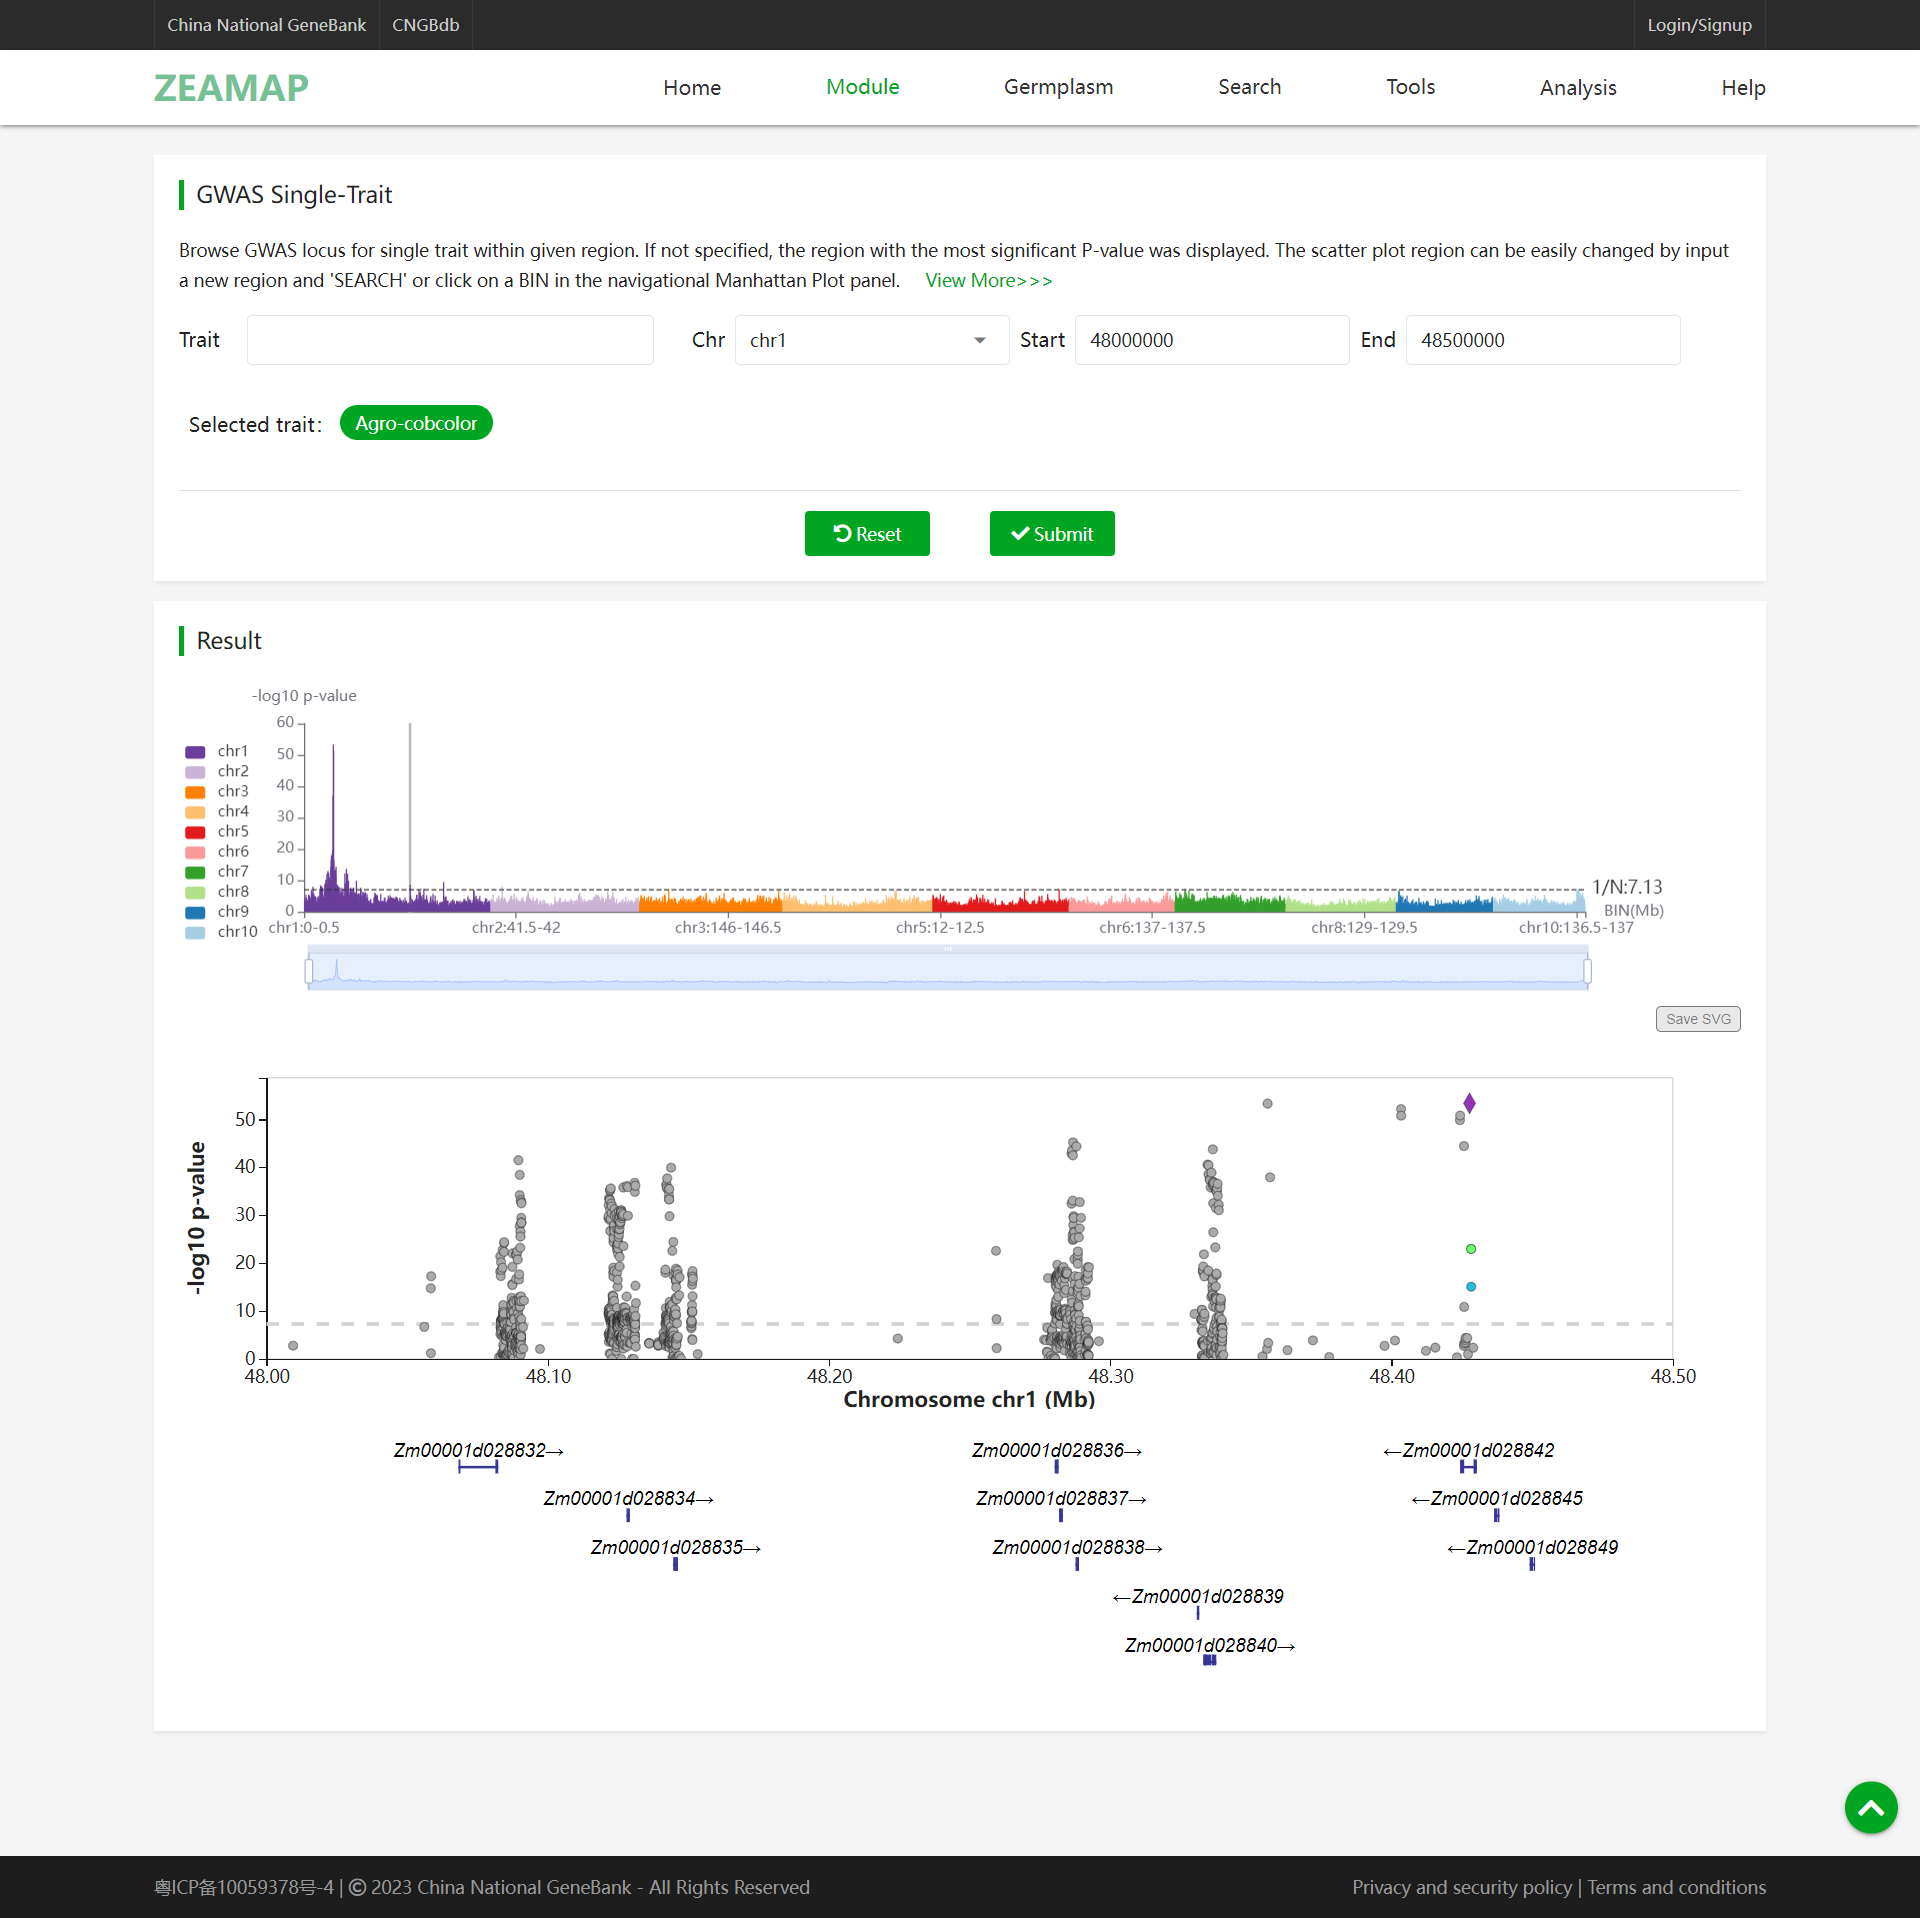 China National GeneBank CNGBdb Login/Signup
ZEAMAP Home Module Germplasm Search Tools Analysis Help
GWAS Single-Trait
Browse GWAS locus for single trait within given region. If not specified, the region with the most significant P-value was displayed. The scatter plot region can be easily changed by input
a new region and 'SEARCH' or click on a BIN in the navigational Manhattan Plot panel. View More>>>
Trait Chr chr1 Start 48000000 End 48500000
Selected trait: Agro-cobcolor
Reset Submit
Result
-log10 p-value
chr1
chr2
chr3
chr4
chr5
chr6
chr7
chr8
chr9
chr10
60
50
40
30
20
10
0
1/N:7.13
BIN(Mb)
chr1:0-0.5 chr2:41.5-42 chr3:146-146.5 chr5:12-12.5 chr6:137-137.5 chr8:129-129.5 chr10:136.5-137
Save SVG
-log10 p-value
50
40
30
20
10
0
48.00 48.10 48.20 48.30 48.40 48.50
Chromosome chr1 (Mb)
Zm00001d028832→ Zm00001d028836→ ←Zm00001d028842
Zm00001d028834→ Zm00001d028837→ ←Zm00001d028845
Zm00001d028835→ Zm00001d028838→ ←Zm00001d028849
←Zm00001d028839
Zm00001d028840→
粤ICP备10059378号-4 | © 2023 China National GeneBank - All Rights Reserved Privacy and security policy | Terms and conditions